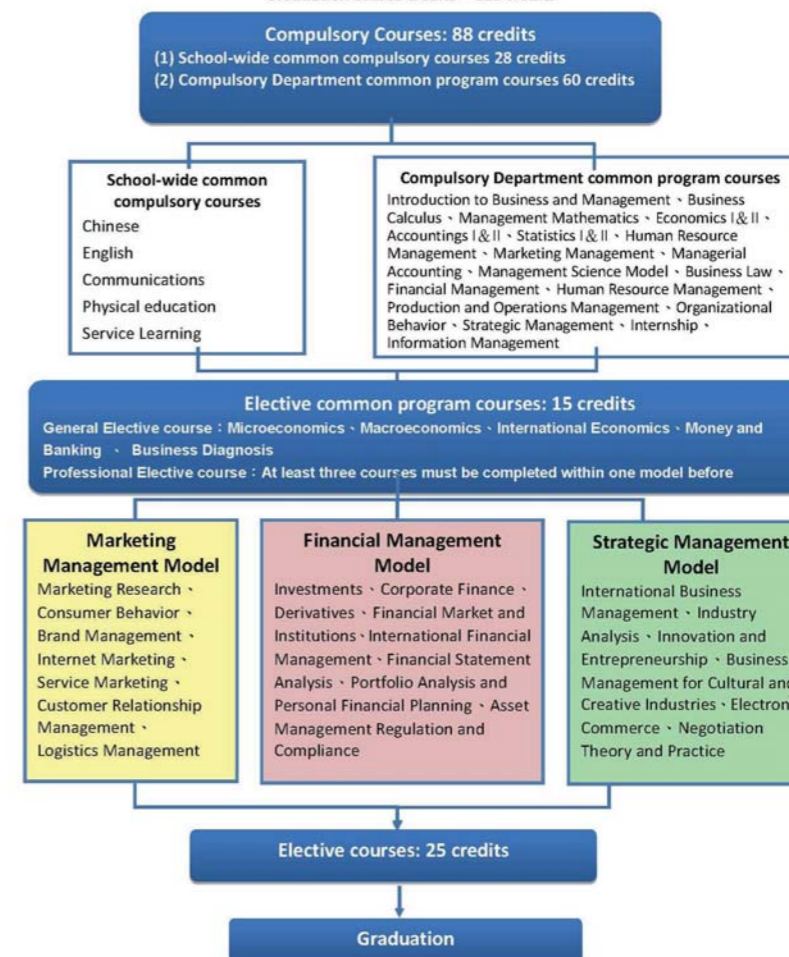 Compulsory Courses: 88 credits
(1) School-wide common compulsory courses 28 credits
(2) Compulsory Department common program courses 60 credits
School-wide common
compulsory courses
Chinese
English
Communications
Physical education
Service Learning
Compulsory Department common program courses
Introduction to Business and Management、Business
Calculus、Management Mathematics、Economics I&II、
Accountings I&II、Statistics I&II、Human Resource
Management、Marketing Management、Managerial
Accounting、Management Science Model、Business Law、
Financial Management、Human Resource Management、
Production and Operations Management、Organizational
Behavior、Strategic Management、Internship、
Information Management
Elective common program courses: 15 credits
General Elective course：Microeconomics、Macroeconomics、International Economics、Money and
Banking 、 Business Diagnosis
Professional Elective course：At least three courses must be completed within one model before
Marketing
Management Model
Marketing Research、
Consumer Behavior、
Brand Management、
Internet Marketing、
Service Marketing、
Customer Relationship
Management、
Logistics Management
Financial Management
Model
Investments、Corporate Finance、
Derivatives、Financial Market and
Institutions、International Financial
Management、Financial Statement
Analysis、Portfolio Analysis and
Personal Financial Planning、Asset
Management Regulation and
Compliance
Strategic Management
Model
International Business
Management、Industry
Analysis、Innovation and
Entrepreneurship、Business
Management for Cultural and
Creative Industries、Electron
Commerce、Negotiation
Theory and Practice
Elective courses: 25 credits
Graduation